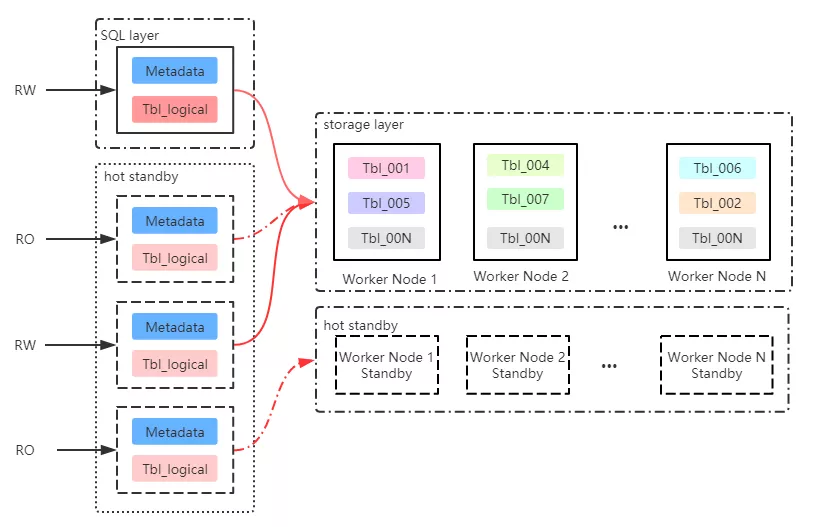 SQL layer
RW
Metadata
Tbl_logical
hot standby
RO
Metadata
Tbl_logical
RW
Metadata
Tbl_logical
RO
Metadata
Tbl_logical
storage layer
Tbl_001
Tbl_005
Tbl_00N
Worker Node 1
Tbl_004
Tbl_007
Tbl_00N
Worker Node 2
...
Tbl_006
Tbl_002
Tbl_00N
Worker Node N
hot standby
Worker Node 1
Standby
Worker Node 2
Standby
...
Worker Node N
Standby